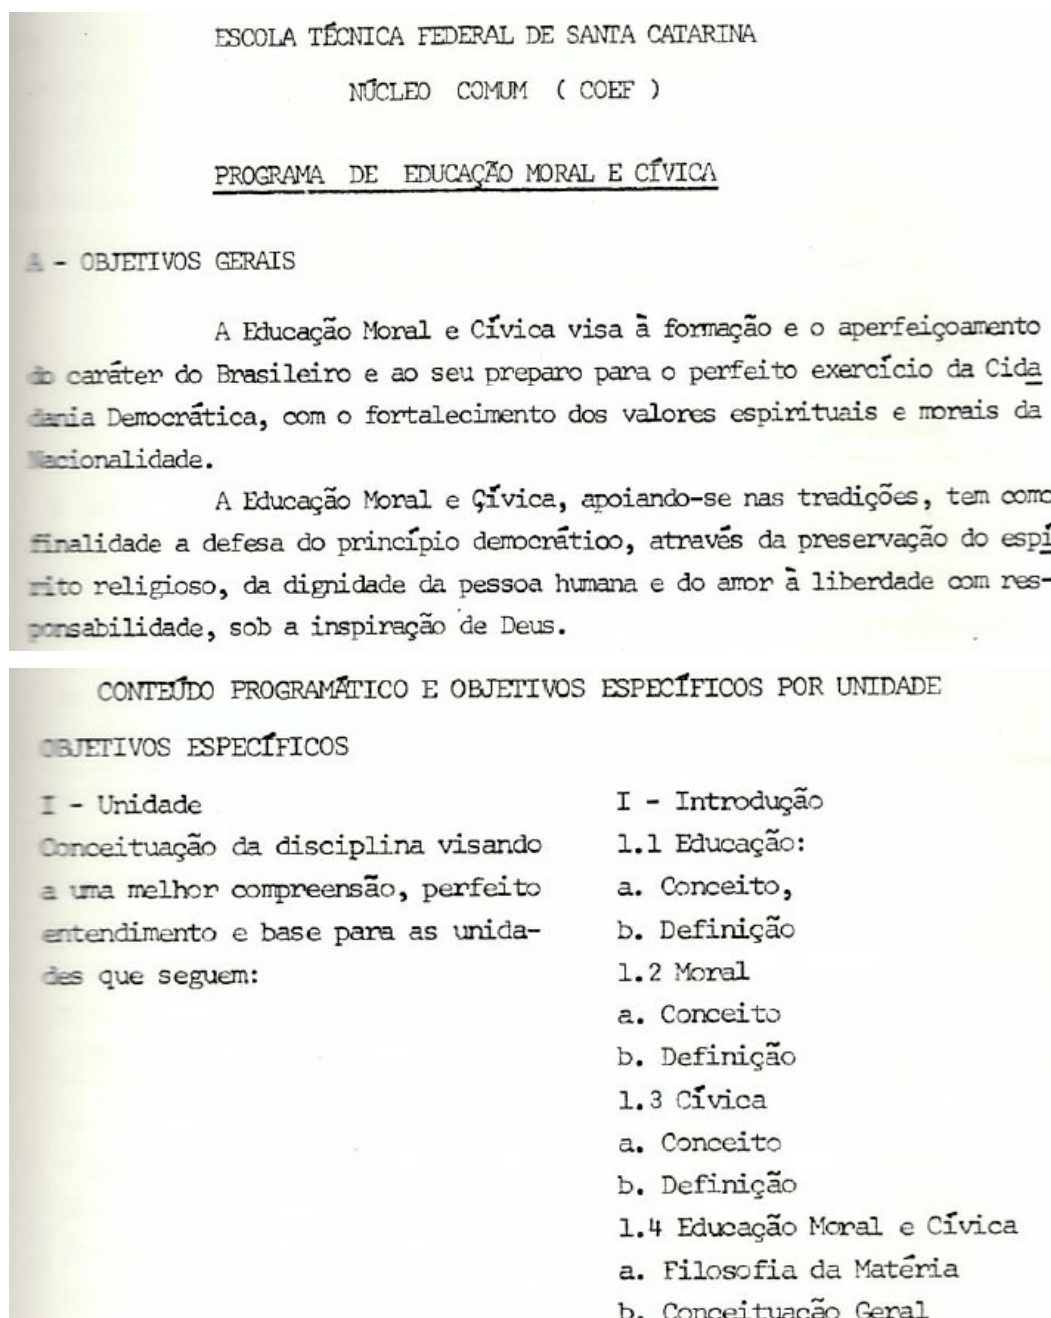 ESCOLA TÉCNICA FEDERAL DE SANTA CATARINA
NÚCLEO COMUM ( COEF )
PROGRAMA DE EDUCAÇÃO MORAL E CÍVICA
A - OBJETIVOS GERAIS
A Educação Moral e Cívica visa à formação e o aperfeiçoamento
do caráter do Brasileiro e ao seu preparo para o perfeito exercício da Cida
dania Democrática, com o fortalecimento dos valores espirituais e morais da
Nacionalidade.
A Educação Moral e Çívica, apoiando-se nas tradições, tem como
finalidade a defesa do princípio democrático, através da preservação do espí
rito religioso, da dignidade da pessoa humana e do amor à liberdade com res-
ponsabilidade, sob a inspiração de Deus.
CONTEÚDO PROGRAMÁTICO E OBJETIVOS ESPECÍFICOS POR UNIDADE
OBJETIVOS ESPECÍFICOS
I - Unidade
Conceituação da disciplina visando
a uma melhor compreensão, perfeito
entendimento e base para as unida-
des que seguem:
I - Introdução
1.1 Educação:
a. Conceito,
b. Definição
1.2 Moral
a. Conceito
b. Definição
1.3 Cívica
a. Conceito
b. Definição
1.4 Educação Moral e Cívica
a. Filosofia da Matéria
b. Conceituação Geral